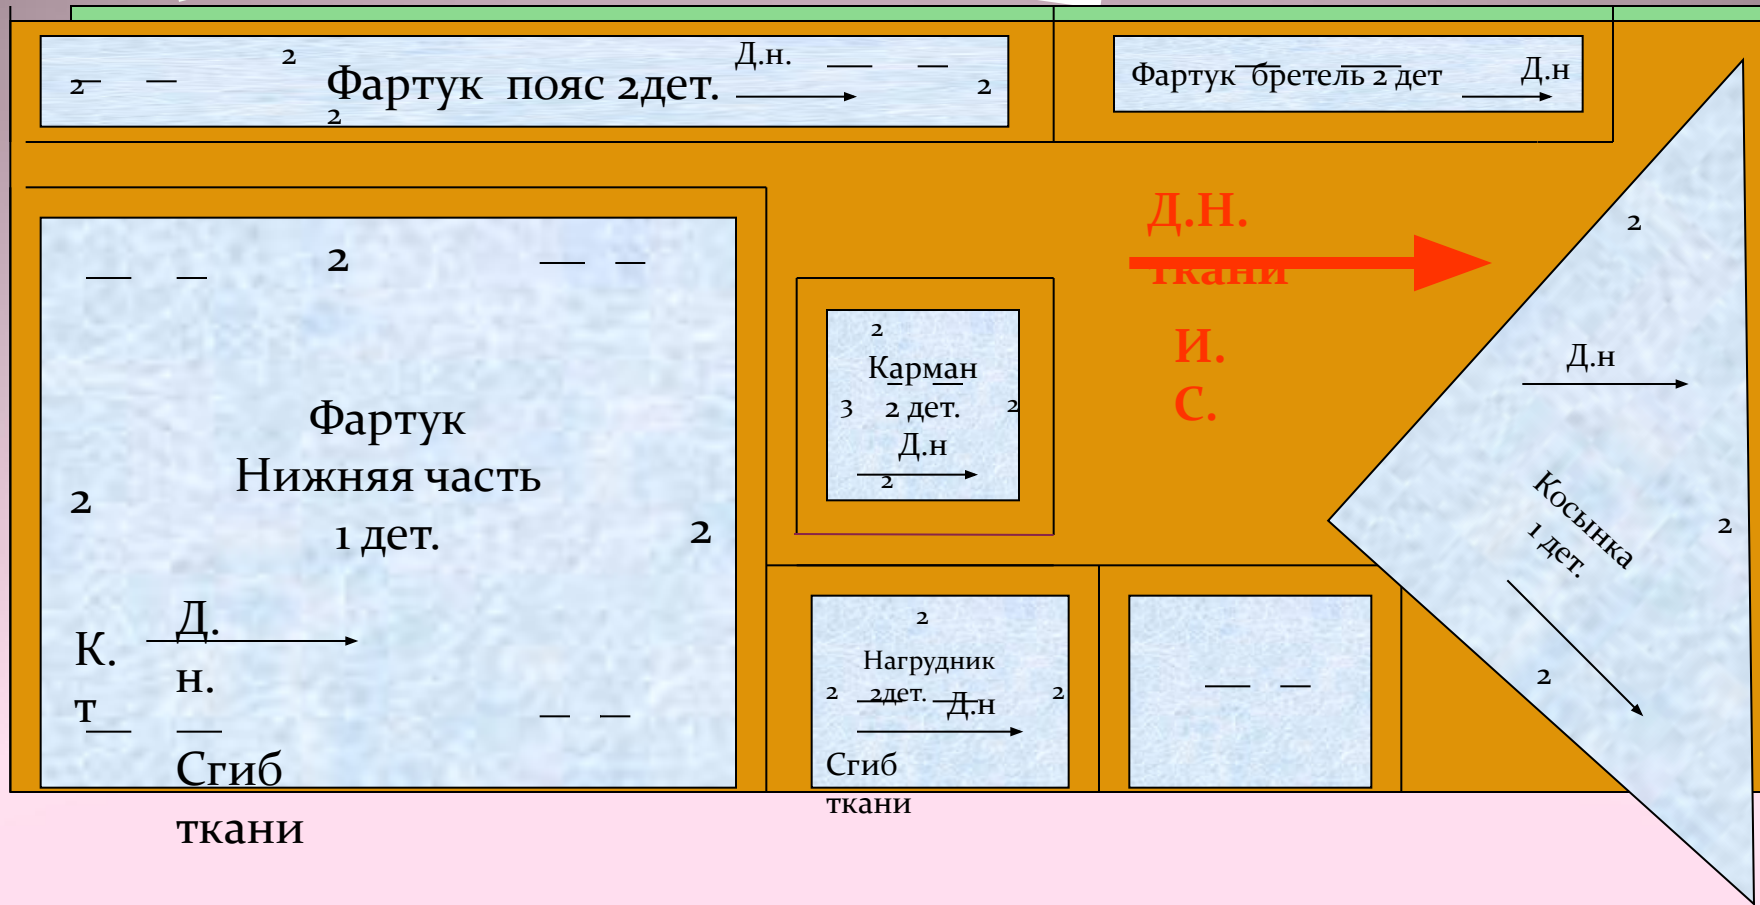 2
2
Фартук пояс 2дет.
Д.н.
2
2
Фартук бретель 2 дет
Д.н
Д.Н.
ткани
И.
С.
2
Фартук
Нижняя часть
1 дет.
2
2
К.
т
Д.
н.
Сгиб
ткани
2
Карман
3
2 дет.
2
Д.н
2
2
Нагрудник
2
2дет.
Д.н
2
Сгиб
ткани
2
Д.н
Косынка
1 дет.
2
2